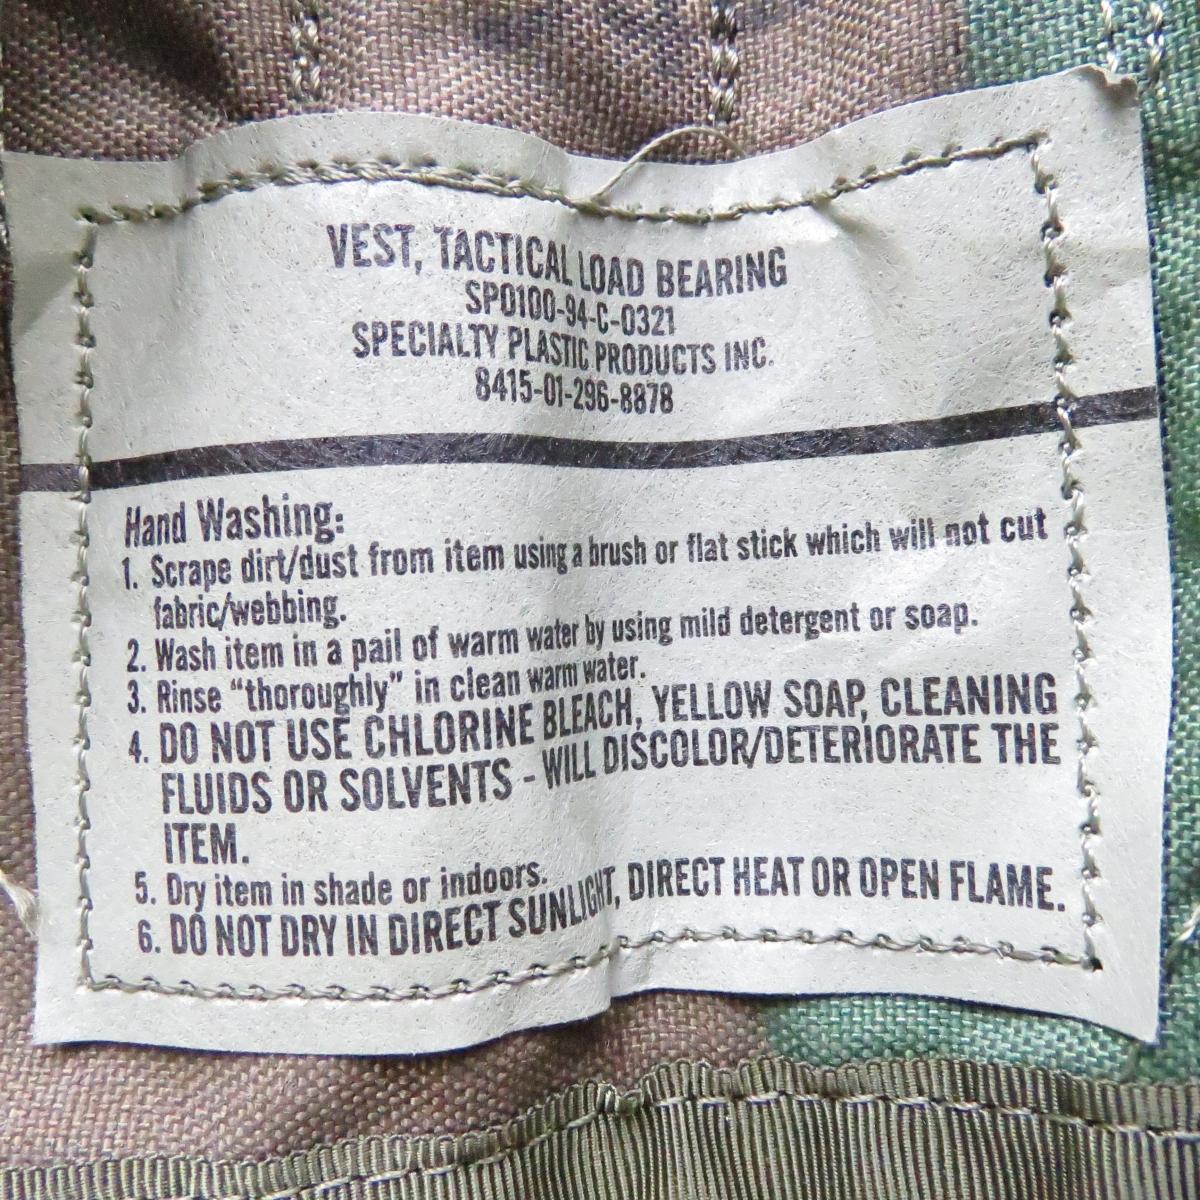 VEST, TACTICAL LOAD BEARING
SPO100-94-C-0321
SPECIALTY PLASTIC PRODUCTS INC.
8415-01-296-8878
Hand Washing:
1. Scrape dirt/dust from item using a brush or flat stick which will not cut
fabric/webbing.
2. Wash item in a pail of warm water by using mild detergent or soap.
3. Rinse “thoroughly” in clean warm water.
4. DO NOT USE CHLORINE BLEACH, YELLOW SOAP, CLEANING
FLUIDS OR SOLVENTS - WILL DISCOLOR/DETERIORATE THE
ITEM.
5. Dry item in shade or indoors.
6. DO NOT DRY IN DIRECT SUNLIGHT, DIRECT HEAT OR OPEN FLAME.